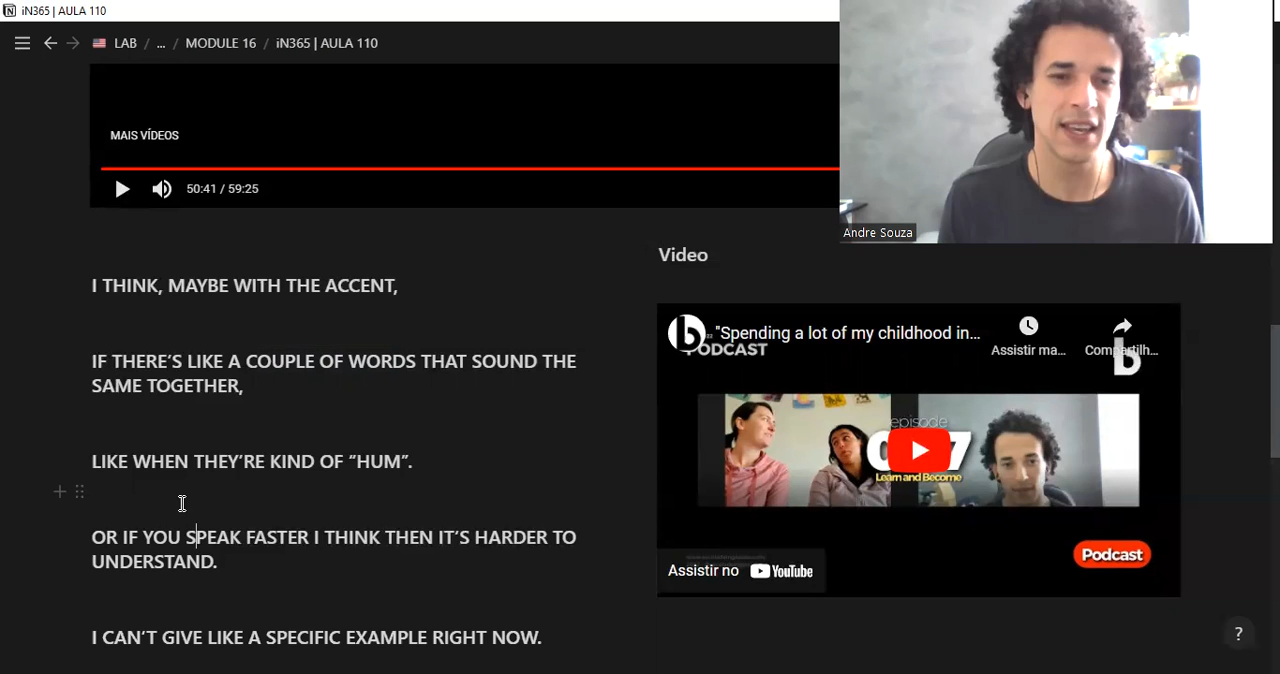 iN365 | AULA 110
LAB / ... / MODULE 16 / iN365 | AULA 110
MAIS VÍDEOS
50:41 / 59:25
Andre Souza
Video
I THINK, MAYBE WITH THE ACCENT,
IF THERE'S LIKE A COUPLE OF WORDS THAT SOUND THE
SAME TOGETHER,
LIKE WHEN THEY'RE KIND OF "HUM".
OR IF YOU SPEAK FASTER I THINK THEN IT'S HARDER TO
UNDERSTAND.
I CAN'T GIVE LIKE A SPECIFIC EXAMPLE RIGHT NOW.
b "Spending a lot of my childhood in...
PODCAST
Assistir ma...
Compartilh...
b
episode
Learn and Become
Podcast
Assistir no YouTube
?